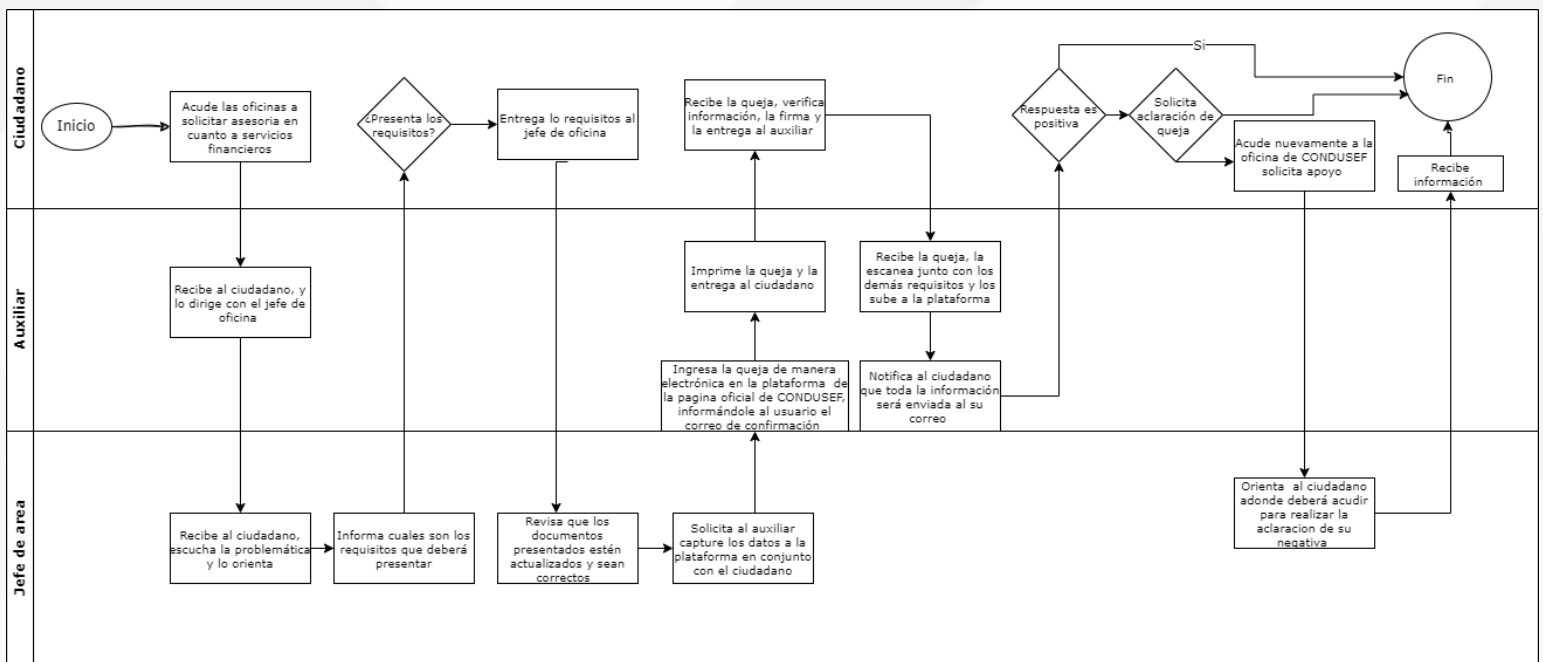 Ciudadano
Inicio
Acude las oficinas a
solicitar asesoria en
cuanto a servicios
financieros
¿Presenta los
requisitos?
Entrega lo requisitos al
jefe de oficina
Recibe la queja, verifica
información, la firma y
la entrega al auxiliar
Respuesta es
positiva
Si
Solicita
aclaración de
queja
Acude nuevamente a la
oficina de CONDUSEF
solicita apoyo
Fin
Recibe
información
Auxiliar
Recibe al ciudadano, y
lo dirige con el jefe de
oficina
Imprime la queja y la
entrega al ciudadano
Ingresa la queja de manera
electrónica en la plataforma de
la pagina oficial de CONDUSEF,
informándole al usuario el
correo de confirmación
Recibe la queja, la
escanea junto con los
demás requisitos y los
sube a la plataforma
Notifica al ciudadano
que toda la información
será enviada al su
correo
Jefe de area
Recibe al ciudadano,
escucha la problemática
y lo orienta
Informa cuales son los
requisitos que deberá
presentar
Revisa que los
documentos
presentados estén
actualizados y sean
correctos
Solicita al auxiliar
capture los datos a la
plataforma en conjunto
con el ciudadano
Orienta al ciudadano
adonde deberá acudir
para realizar la
aclaracion de su
negativa